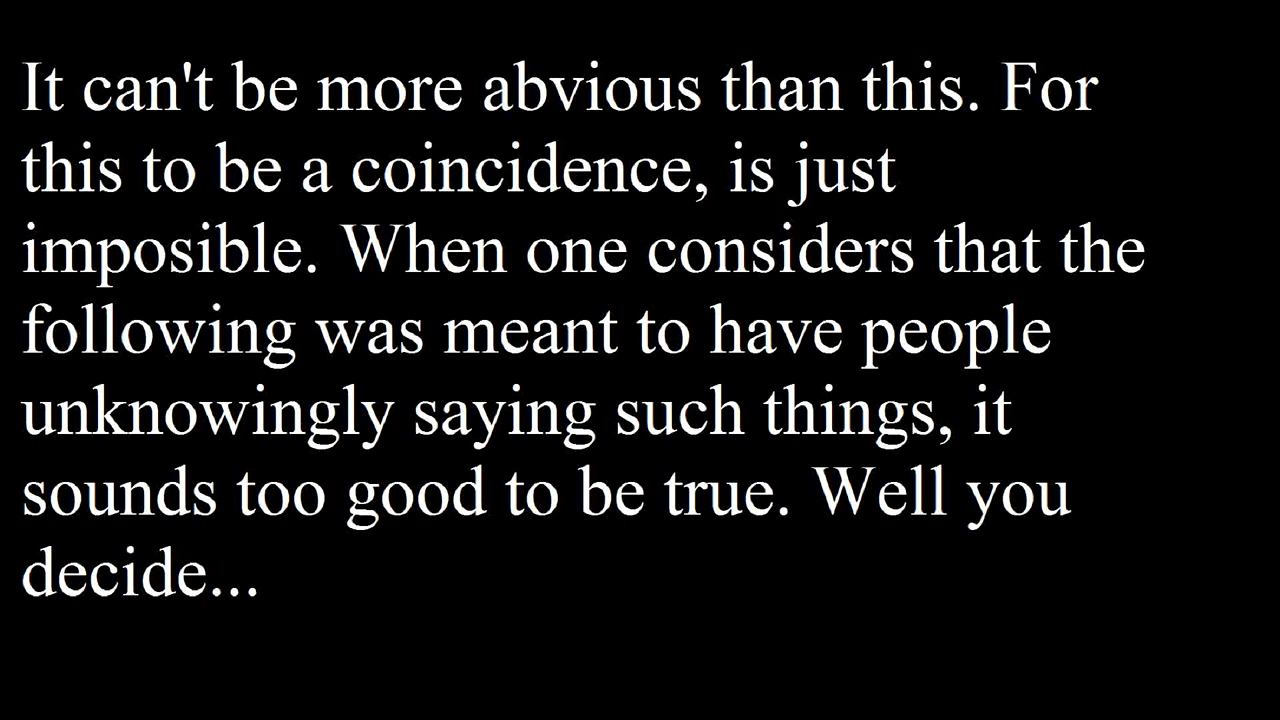 It can't be more abvious than this. For
this to be a coincidence, is just
imposible. When one considers that the
following was meant to have people
unknowingly saying such things, it
sounds too good to be true. Well you
decide...